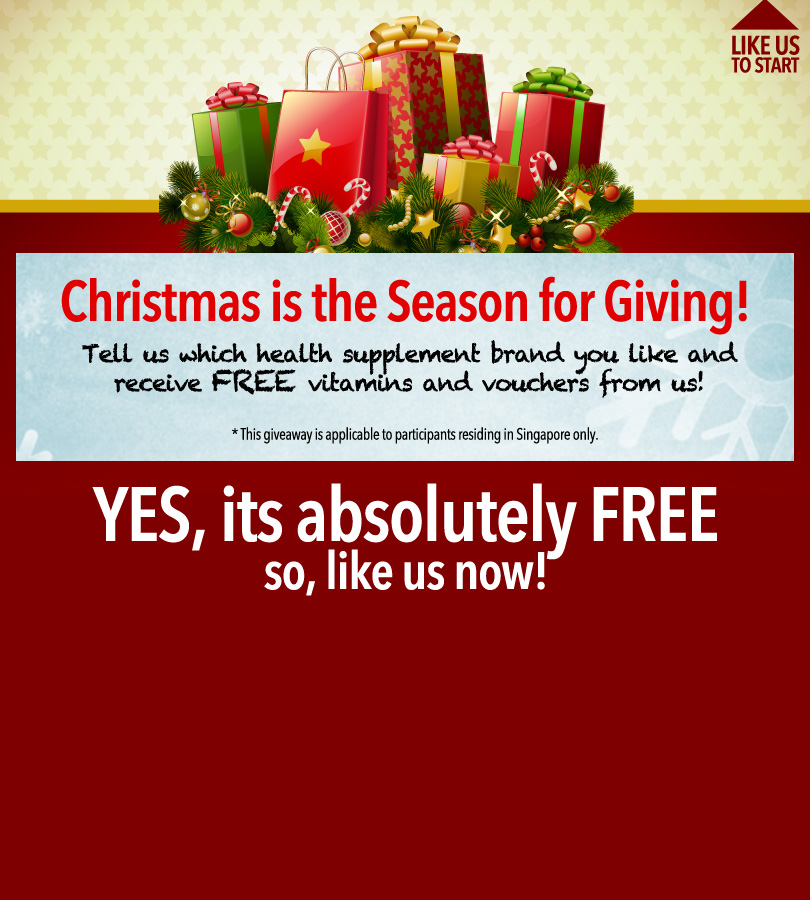 LIKE US
TO START
Christmas is the Season for Giving!
Tell us which health supplement brand you like and
receive FREE vitamins and vouchers from us!
* This giveaway is applicable to participants residing in Singapore only.
YES, its absolutely FREE
so, like us now!